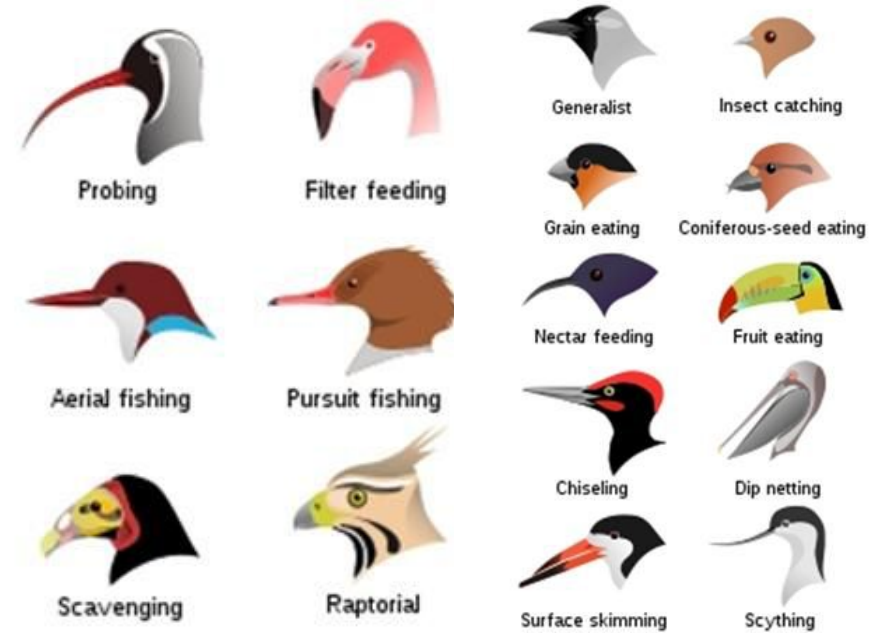 Probing
Filter feeding
Aerial fishing
Pursuit fishing
Scavenging
Raptorial
Generalist
Insect catching
Grain eating
Coniferous-seed eating
Nectar feeding
Fruit eating
Chiseling
Dip netting
Surface skimming
Scything